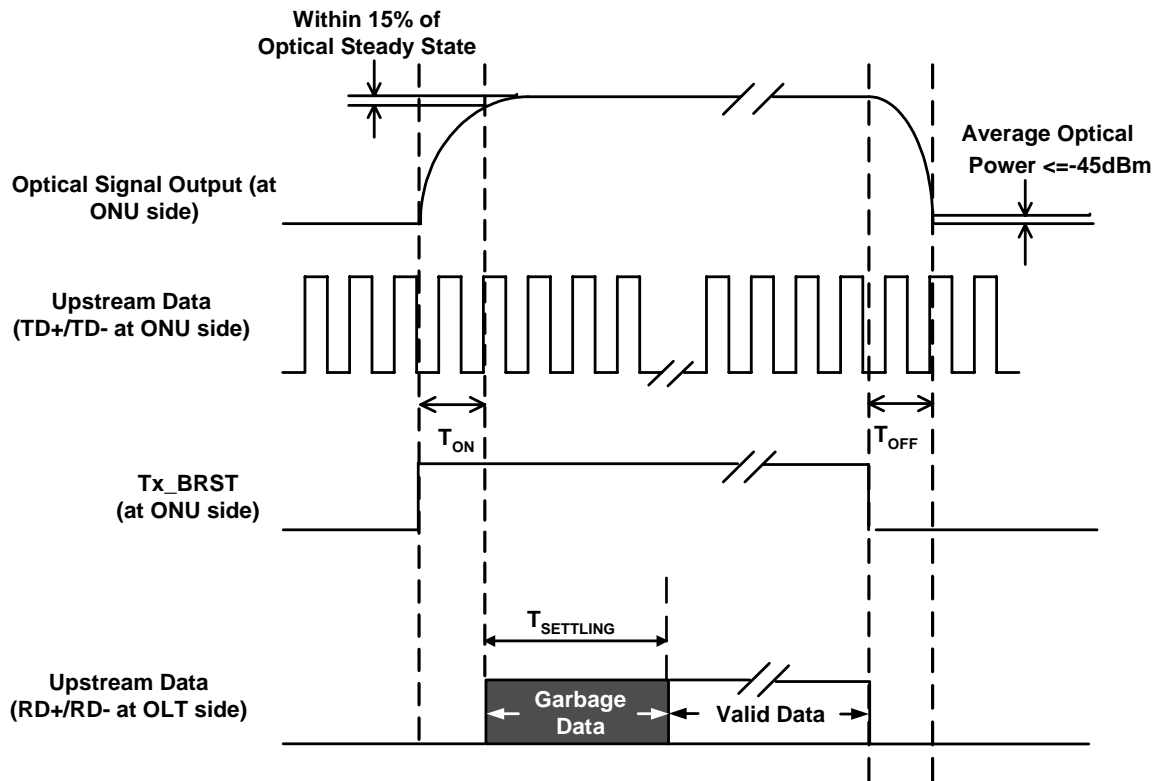 Within 15% of
Optical Steady State
Average Optical
Power <=-45dBm
Optical Signal Output (at
ONU side)
Upstream Data
(TD+/TD- at ONU side)
TON
TOFF
Tx_BRST
(at ONU side)
TSETTLING
Upstream Data
(RD+/RD- at OLT side)
Garbage
Data
Valid Data